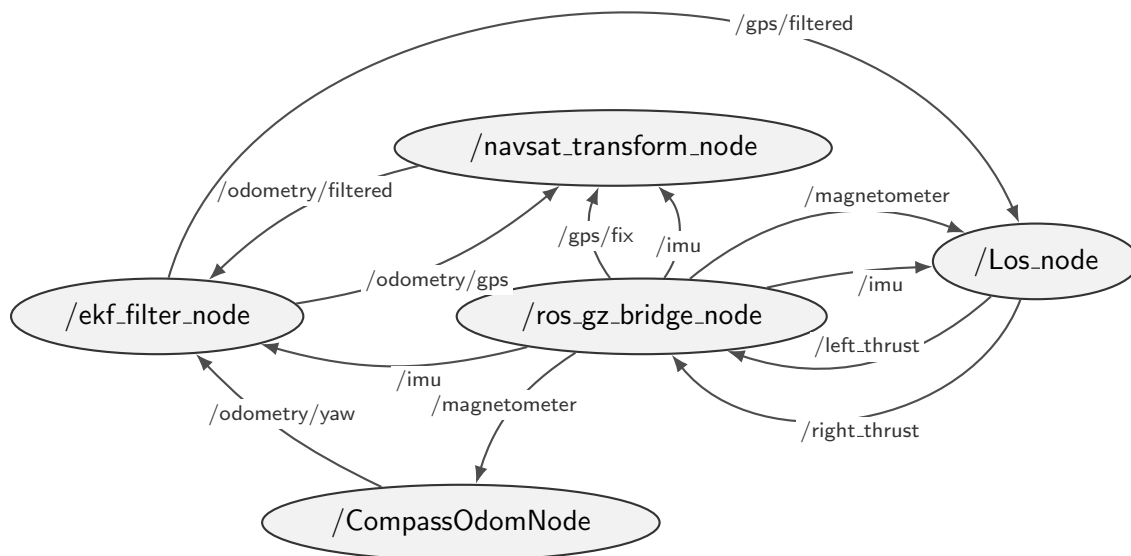 /gps/filtered
/navsat_transform_node
/odometry/filtered
/magnetometer
/gps/fix
/imu
/Los_node
/odometry/gps
/imu
/ekf_filter_node
/ros_gz_bridge_node
/left_thrust
/imu
/magnetometer
/odometry/yaw
/right_thrust
/CompassOdomNode